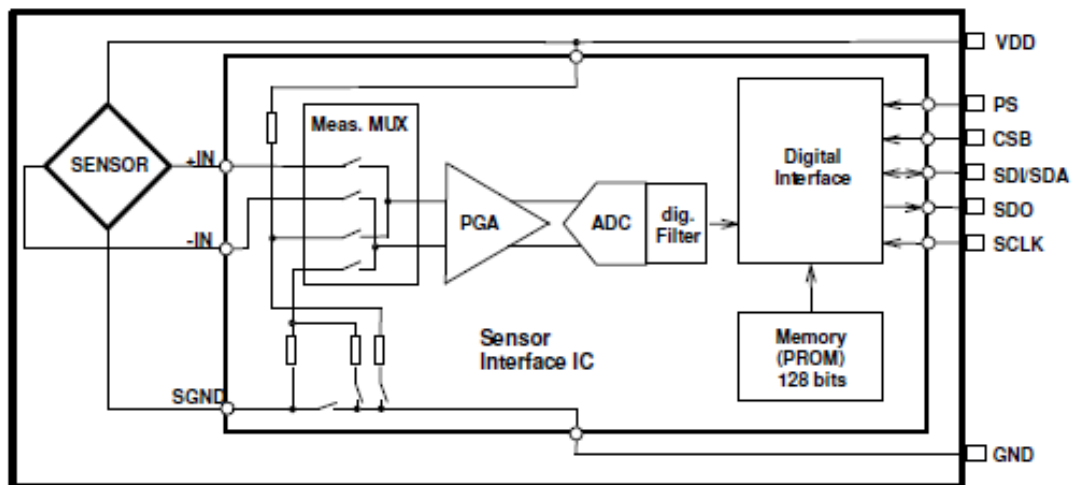 VDD
PS
Meas. MUX
CSB
SENSOR
+IN
Digital
Interface
SDI/SDA
PGA
ADC
dig.
Filter
SDO
-IN
SCLK
Sensor
Interface IC
Memory
(PROM)
128 bits
SGND
GND